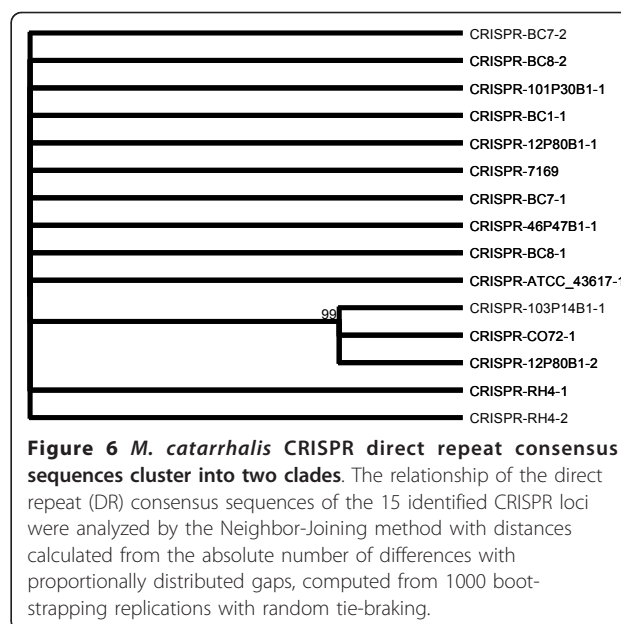 CRISPR-BC7-2
CRISPR-BC8-2
CRISPR-101P30B1-1
CRISPR-BC1-1
CRISPR-12P80B1-1
CRISPR-7169
CRISPR-BC7-1
CRISPR-46P47B1-1
CRISPR-BC8-1
CRISPR-ATCC_43617-1
99
CRISPR-103P14B1-1
CRISPR-CO72-1
CRISPR-12P80B1-2
CRISPR-RH4-1
CRISPR-RH4-2
Figure 6 M. catarrhalis CRISPR direct repeat consensus
sequences cluster into two clades. The relationship of the direct
repeat (DR) consensus sequences of the 15 identified CRISPR loci
were analyzed by the Neighbor-Joining method with distances
calculated from the absolute number of differences with
proportionally distributed gaps, computed from 1000 boot-
strapping replications with random tie-braking.